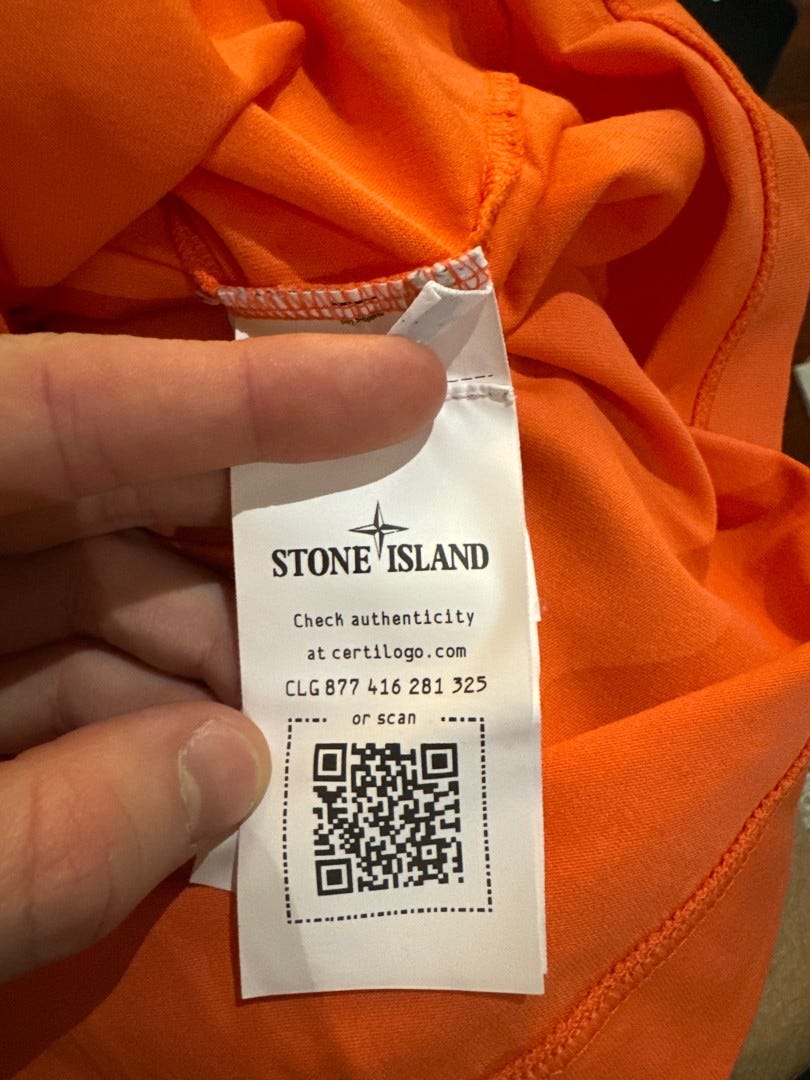 STONE ISLAND
Check authenticity
at certilogo.com
CLG 877 416 281 325
or scan